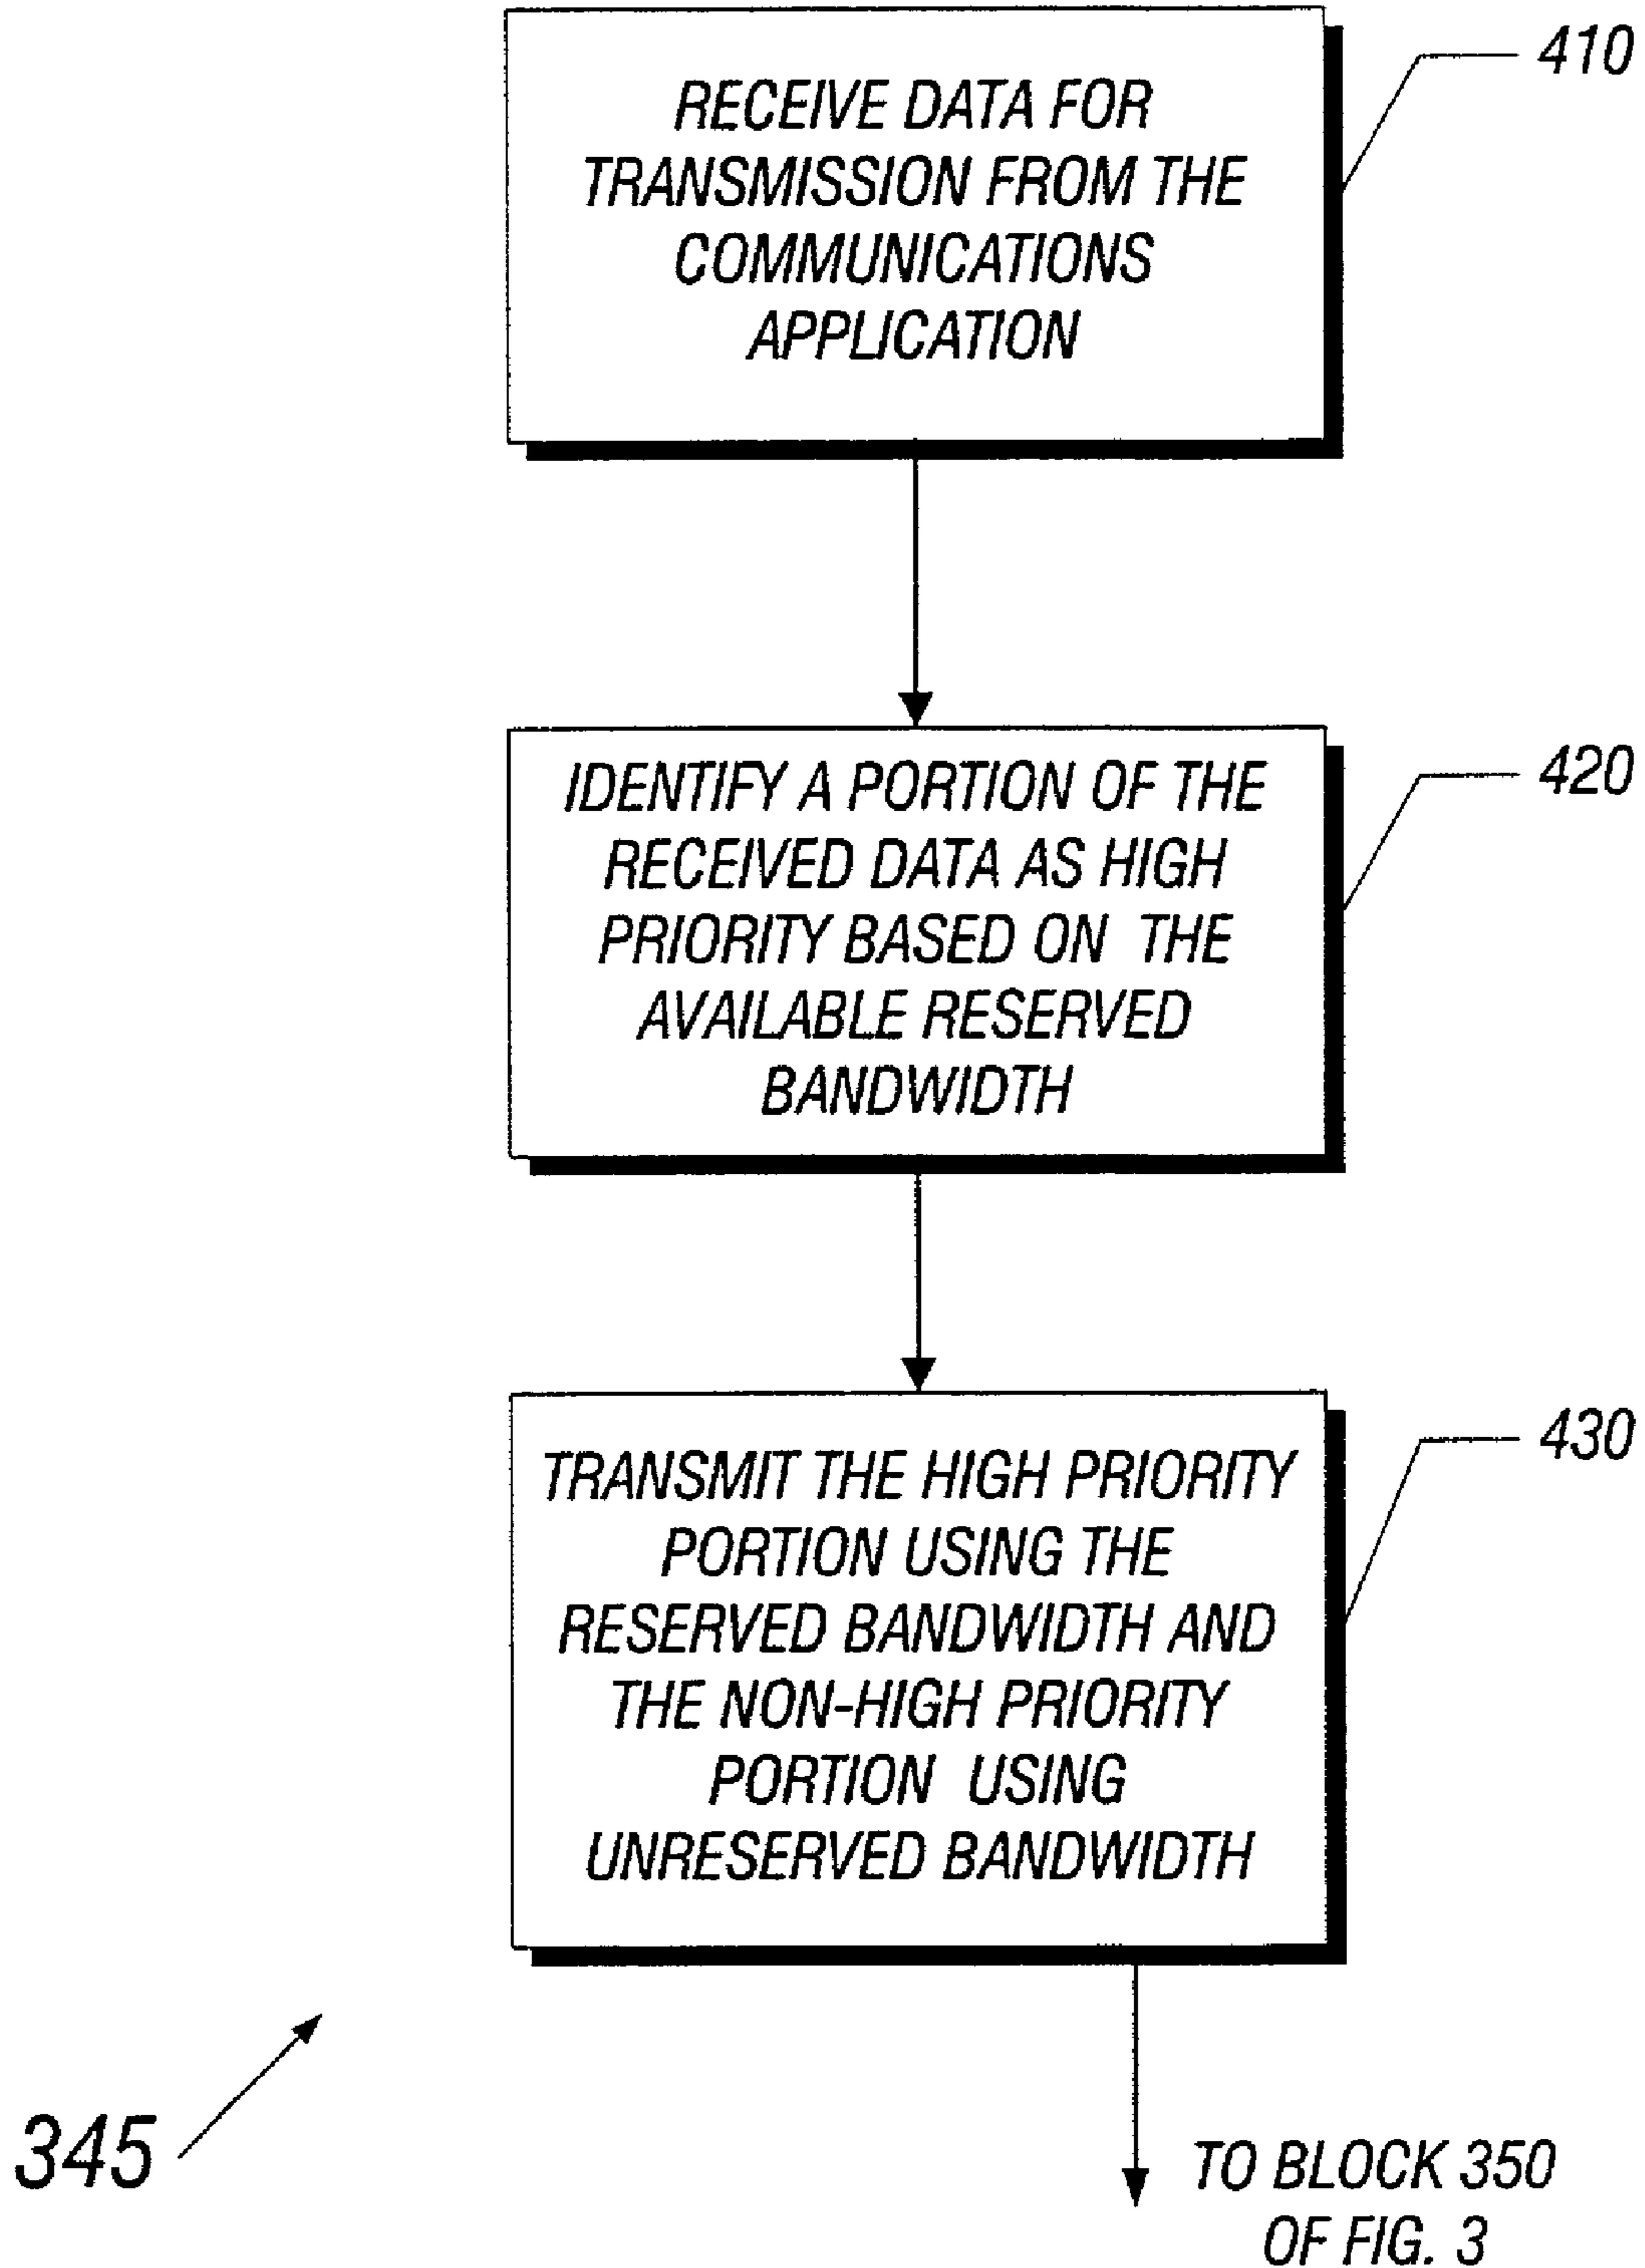 RECEIVE DATA FOR
TRANSMISSION FROM THE
COMMUNICATIONS
APPLICATION
410
IDENTIFY A PORTION OF THE
RECEIVED DATA AS HIGH
PRIORITY BASED ON THE
AVAILABLE RESERVED
BANDWIDTH
420
TRANSMIT THE HIGH PRIORITY
PORTION USING THE
RESERVED BANDWIDTH AND
THE NON-HIGH PRIORITY
PORTION USING
UNRESERVED BANDWIDTH
430
345
TO BLOCK 350
OF FIG. 3